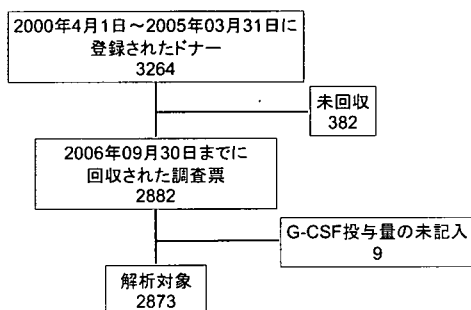 2000年4月1日～2005年03月31日に
登録されたドナー
3264
未回収
382
2006年09月30日までに
回収された調査票
2882
G-CSF投与量の未記入
9
解析対象
2873